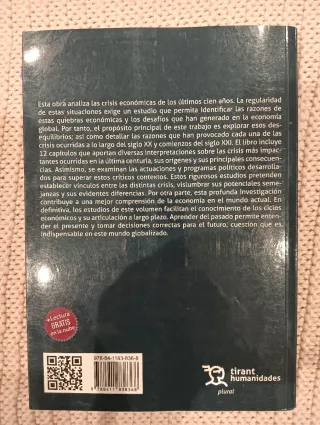 Esta obra analiza las crisis económicas de los últimos cien años. La regularidad
de estas situaciones exige un estudio que permita identificar las razones de
estas quiebras económicas y los desafíos que han generado en la economía
global. Por tanto, el propósito principal de este trabajo es explorar esos des-
equilibrios; así como detallar las razones que han provocado cada una de las
crisis ocurridas a lo largo del siglo XX y comienzos del siglo XXI. El libro incluye
12 capítulos que aportan diversas interpretaciones sobre las crisis más impac-
tantes ocurridas en la última centuria, sus orígenes y sus principales consecuen-
cias. Asimismo, se examinan las actuaciones y programas políticos desarrolla-
dos para superar estos críticos contextos. Estos rigurosos estudios pretenden
establecer vínculos entre las distintas crisis, vislumbrar sus potenciales seme-
janzas y sus evidentes diferencias. Por otra parte, esta profunda investigación
contribuye a una mejor comprensión de la economía en el mundo actual. En
definitiva, los estudios de este volumen facilitan el conocimiento de los ciclos
económicos y su articulación a largo plazo. Aprender del pasado permite enten-
der el presente y tomar decisiones correctas para el futuro, cuestión que es
indispensable en este mundo globalizado.
+Lectura
GRATIS
en la nube
978-84-1183-836-8
9 788411 838368
tirant
humanidades
plural